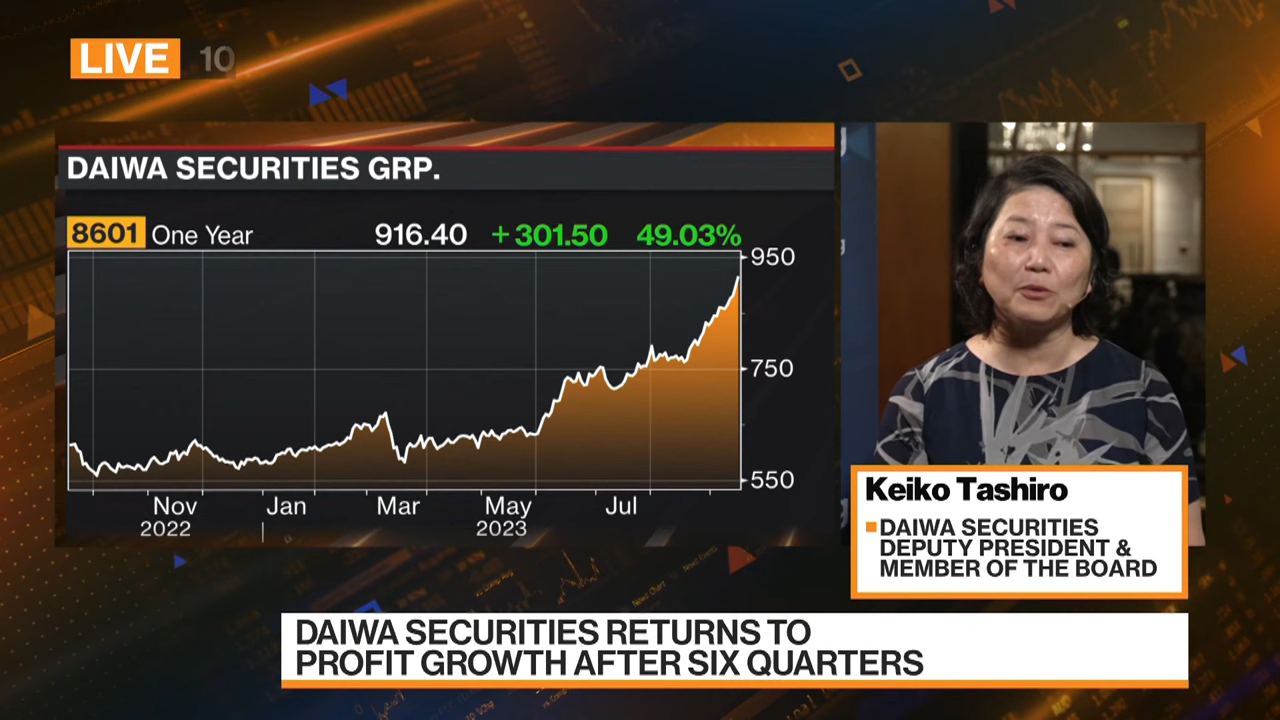 LIVE 10
DAIWA SECURITIES GRP.
8601 One Year 916.40 +301.50 49.03%
950
750
550
Nov Jan Mar May Jul
2022 2023
Keiko Tashiro
DAIWA SECURITIES
DEPUTY PRESIDENT &
MEMBER OF THE BOARD
DAIWA SECURITIES RETURNS TO
PROFIT GROWTH AFTER SIX QUARTERS